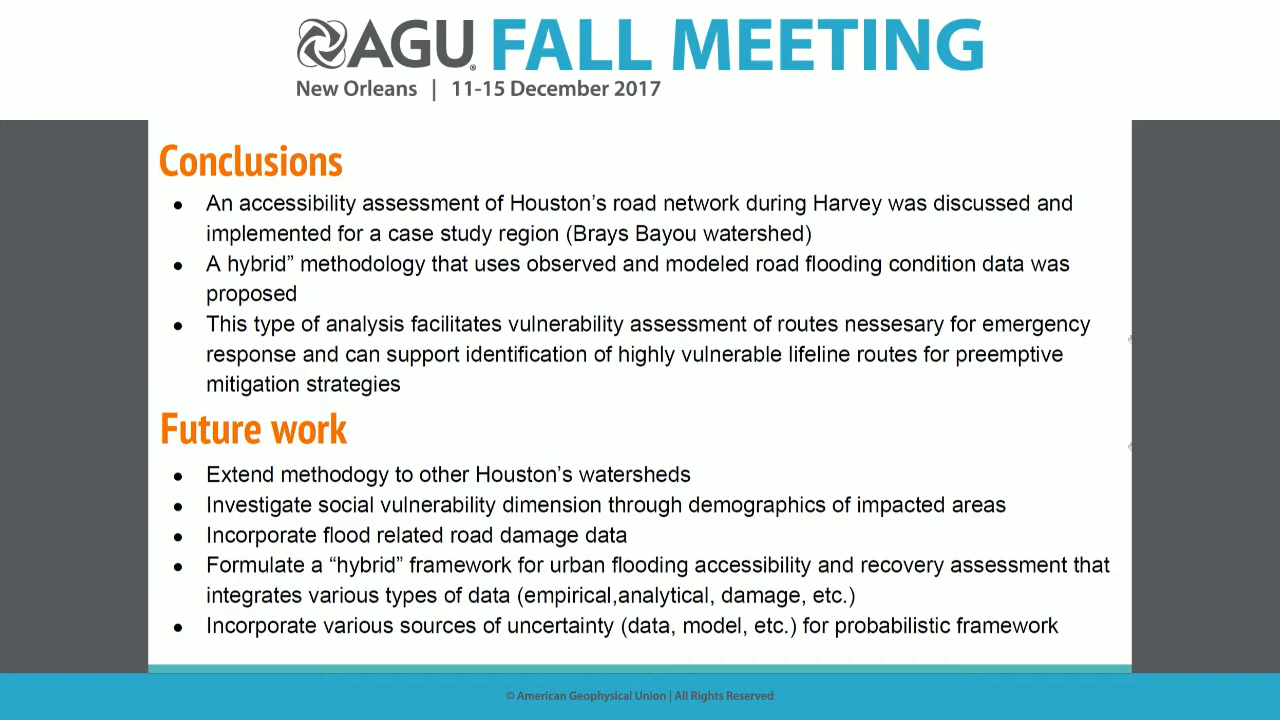 AGU FALL MEETING
New Orleans | 11-15 December 2017
Conclusions
● An accessibility assessment of Houston's road network during Harvey was discussed and
implemented for a case study region (Brays Bayou watershed)
● A hybrid” methodology that uses observed and modeled road flooding condition data was
proposed
● This type of analysis facilitates vulnerability assessment of routes nessesary for emergency
response and can support identification of highly vulnerable lifeline routes for preemptive
mitigation strategies
Future work
● Extend methodogy to other Houston's watersheds
● Investigate social vulnerability dimension through demographics of impacted areas
● Incorporate flood related road damage data
● Formulate a “hybrid” framework for urban flooding accessibility and recovery assessment that
integrates various types of data (empirical,analytical, damage, etc.)
● Incorporate various sources of uncertainty (data, model, etc.) for probabilistic framework
© American Geophysical Union | All Rights Reserved